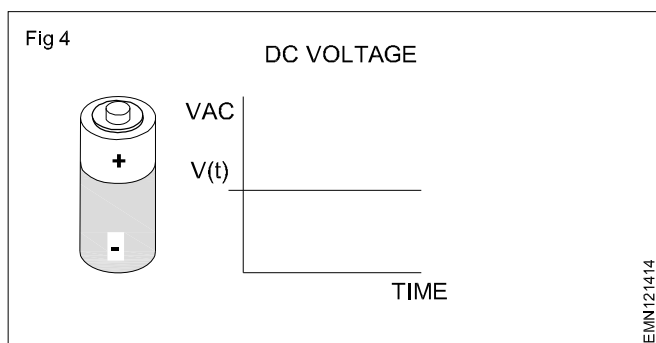 Fig 4
DC VOLTAGE
VAC
V(t)
+
-
TIME
EMN121414